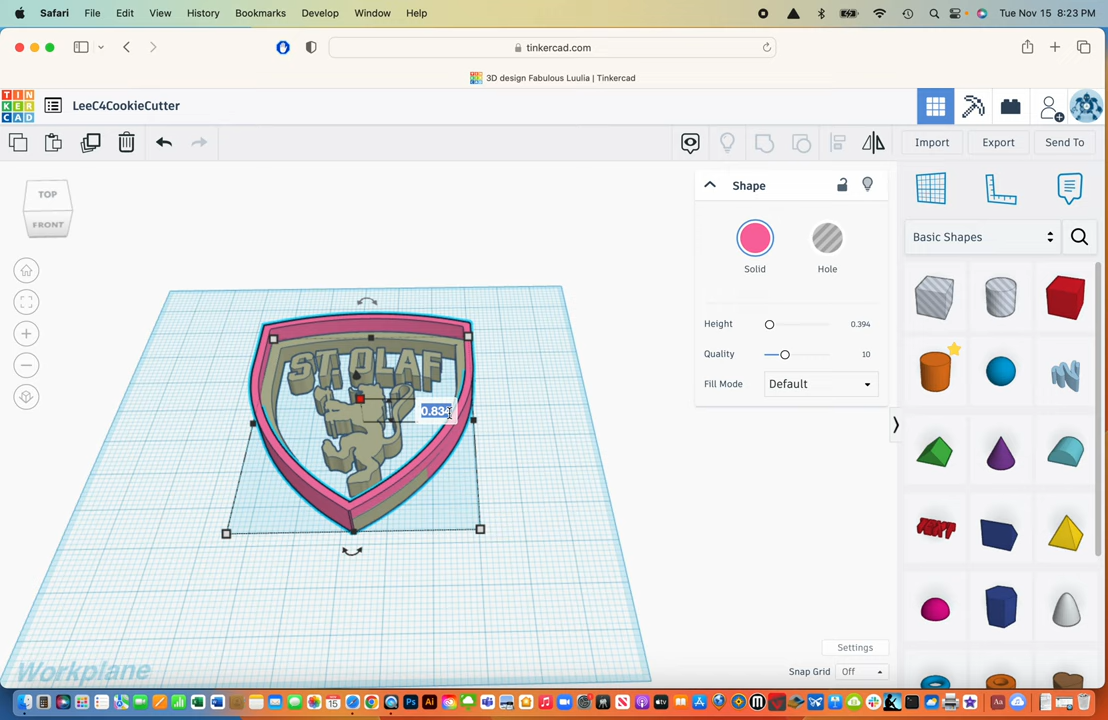 Safari File Edit View History Bookmarks Develop Window Help Tue Nov 15 8:23 PM
tinkercad.com
3D design Fabulous Luulia | Tinkercad
TIN
KER
CAD
LeeC4CookieCutter
Import Export Send To
TOP
FRONT
Shape
Basic Shapes
Solid Hole
Height 0.394
Quality 10
Fill Mode Default
ST OLAF
0.834
TEXT
Workplane
Settings
Snap Grid Off